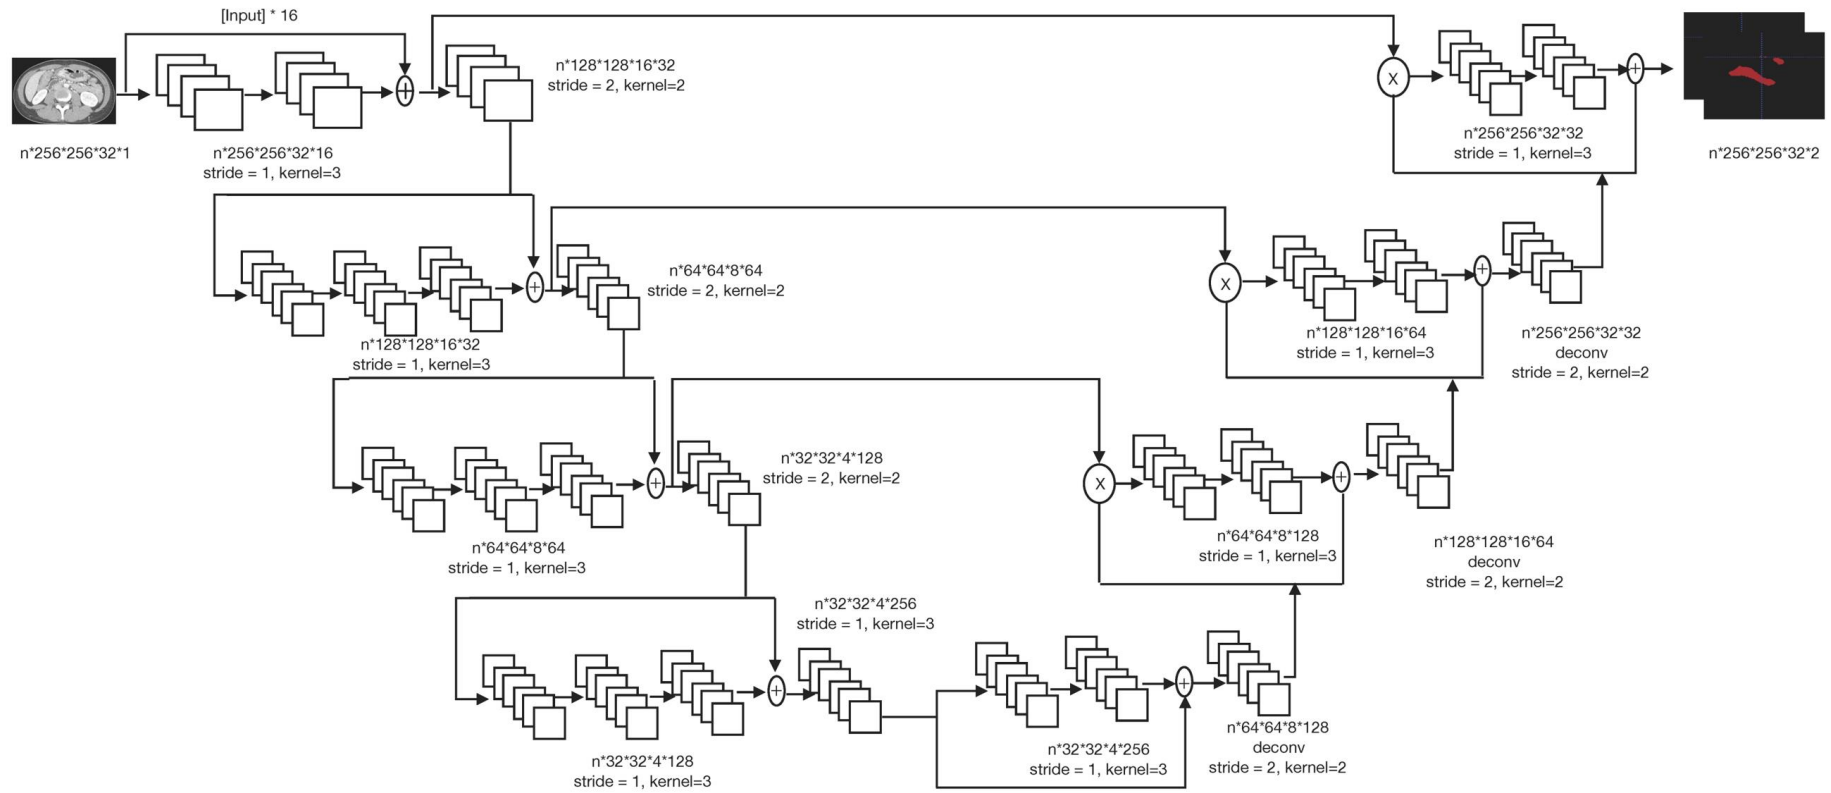 [Input] * 16
n*256*256*32*1
n*256*256*32*16
stride = 1, kernel=3
+
n*128*128*16*32
stride = 2, kernel=2
X
n*256*256*32*32
stride = 1, kernel=3
+
n*256*256*32*2
n*128*128*16*32
stride = 1, kernel=3
+
n*64*64*8*64
stride = 2, kernel=2
X
n*128*128*16*64
stride = 1, kernel=3
+
n*256*256*32*32
deconv
stride = 2, kernel=2
n*64*64*8*64
stride = 1, kernel=3
+
n*32*32*4*128
stride = 2, kernel=2
X
n*64*64*8*128
stride = 1, kernel=3
+
n*128*128*16*64
deconv
stride = 2, kernel=2
n*32*32*4*128
stride = 1, kernel=3
+
n*32*32*4*256
stride = 1, kernel=3
n*32*32*4*256
stride = 1, kernel=3
+
n*64*64*8*128
deconv
stride = 2, kernel=2